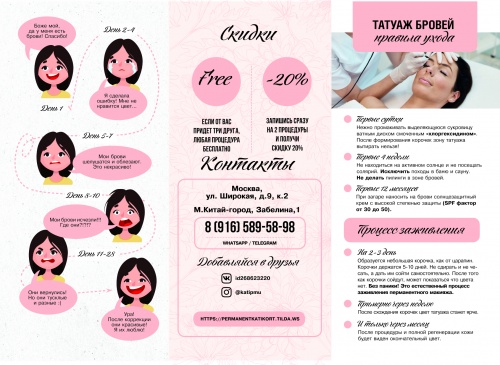 Боже мой,
да у меня есть
брови! Спасибо!
День 1
День 2-4
Я сделала
ошибку! Мне не
нравится цвет...
День 5-7
Мои брови
шелушатся и облезают.
Это некрасиво!
День 8-10
Мои брови исчезли!!!
Где они?!???
День 11-28
Они вернулись!
Но они тусклые
и разные :)
Ура!
После коррекции
они красивые!
Я их люблю!
Скидки
Free
-20%
ЕСЛИ ОТ ВАС
ПРИДЕТ ТРИ ДРУГА,
ЛЮБАЯ ПРОЦЕДУРА
БЕСПЛАТНО
ЗАПИШИСЬ СРАЗУ
НА 2 ПРОЦЕДУРЫ
И ПОЛУЧИ
СКИДКУ 20%
Контакты
Москва,
ул. Широкая, д.9, к.2
М.Китай-город, Забелина,1
8 (916) 589-58-98
WHATSAPP / TELEGRAM
Добавляйся в друзья
id268623220
@katipmu
HTTPS://PERMANENTKATIKORT.TILDA.WS
ТАТУАЖ БРОВЕЙ
правила ухода
Первые сутки
Нужно промакивать выделяющуюся сукровицу
ватным диском смоченным «хлоргексидином».
После формирования корочек зону татуажа
вытирать нельзя!
Первые 4 недели
Не находиться на активном солнце и не посещать
солярий. Исключить походы в баню и сауну.
Не делать пилинги в зоне бровей.
Первые 12 месяцев
При загаре наносить на брови солнцезащитный
крем с высокой степенью защиты (SPF фактор
от 30 до 50).
Процесс заживления
На 2-3 день
Образуется небольшая корочка, как от царапин.
Корочки держатся 5-10 дней. Не сдирать и не че-
сать, а дать им сойти самостоятельно. После того
как корочки сойдут, может показаться что цвета
нет. Без паники! Это естественный процесс
заживления перманентного макияжа.
Примерно через неделю
После схождения корочек цвет татуажа станет ярче.
И только через месяц
После процедуры и полной регенерации кожи
будет виден окончательный цвет.